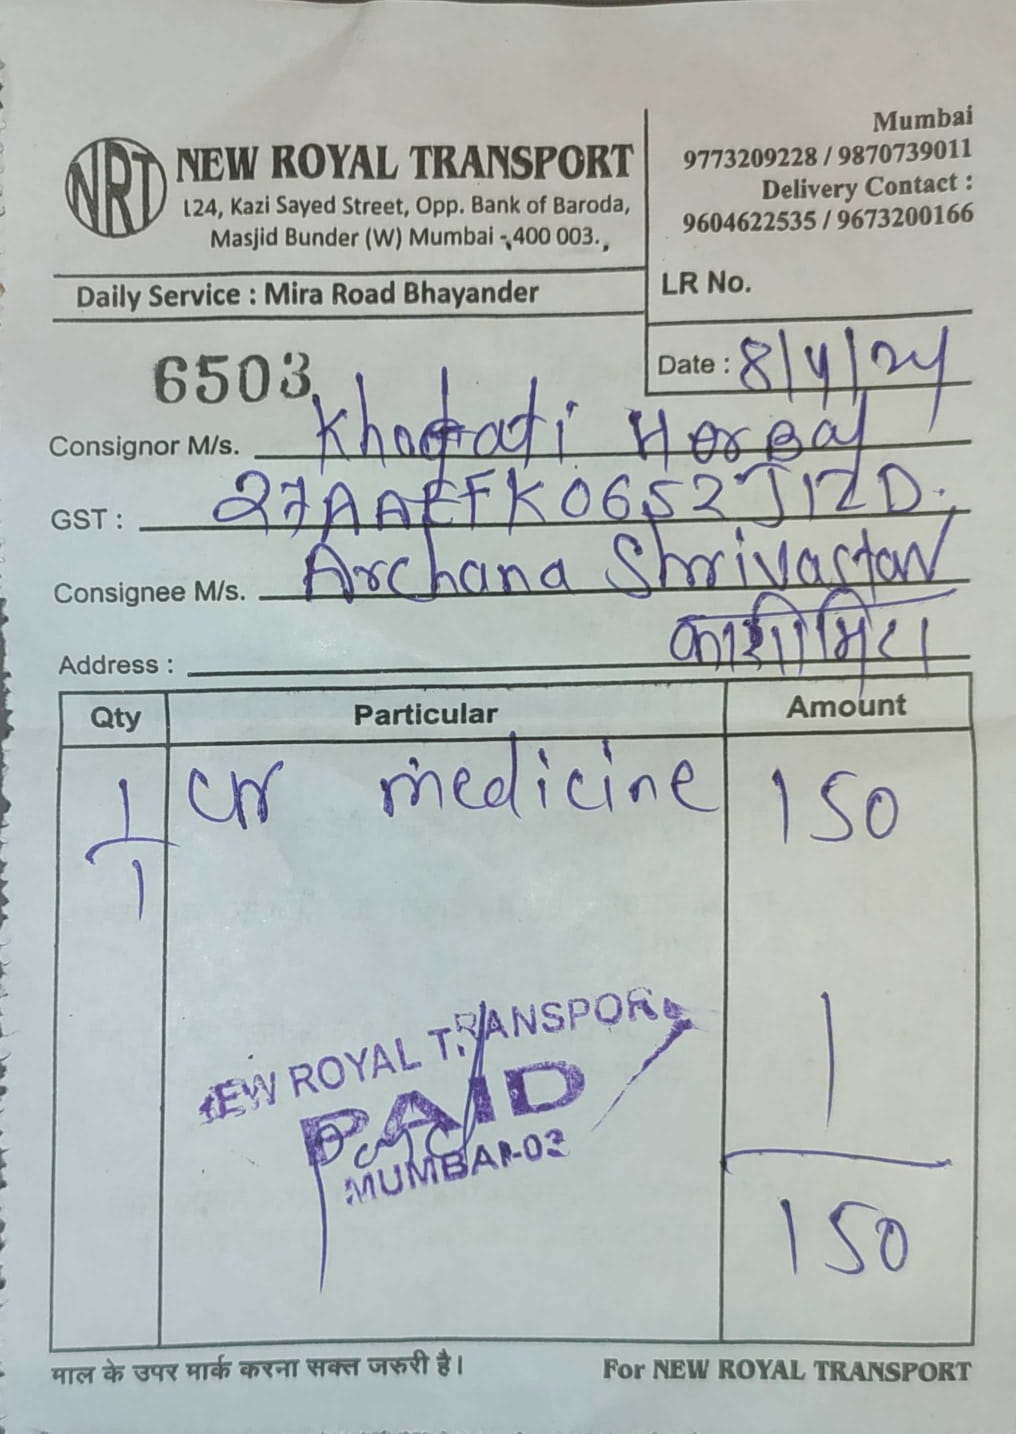 NRT NEW ROYAL TRANSPORT
124, Kazi Sayed Street, Opp. Bank of Baroda,
Masjid Bunder (W) Mumbai - 400 003.
Daily Service : Mira Road Bhayander
Mumbai
9773209228 / 9870739011
Delivery Contact :
9604622535 / 9673200166
LR No.
Date : 8/4/24
6503
Consignor M/s.
GST : 27AAEFK0652J1ZD.
Consignee M/s. Archana Shrivastav
Address :
Qty Particular Amount
1 medicine 150
1
NEW ROYAL TRANSPORT
PAID
Paid
MUMBAI-03
150
माल के उपर मार्क करना सक्त जरुरी है।
For NEW ROYAL TRANSPORT